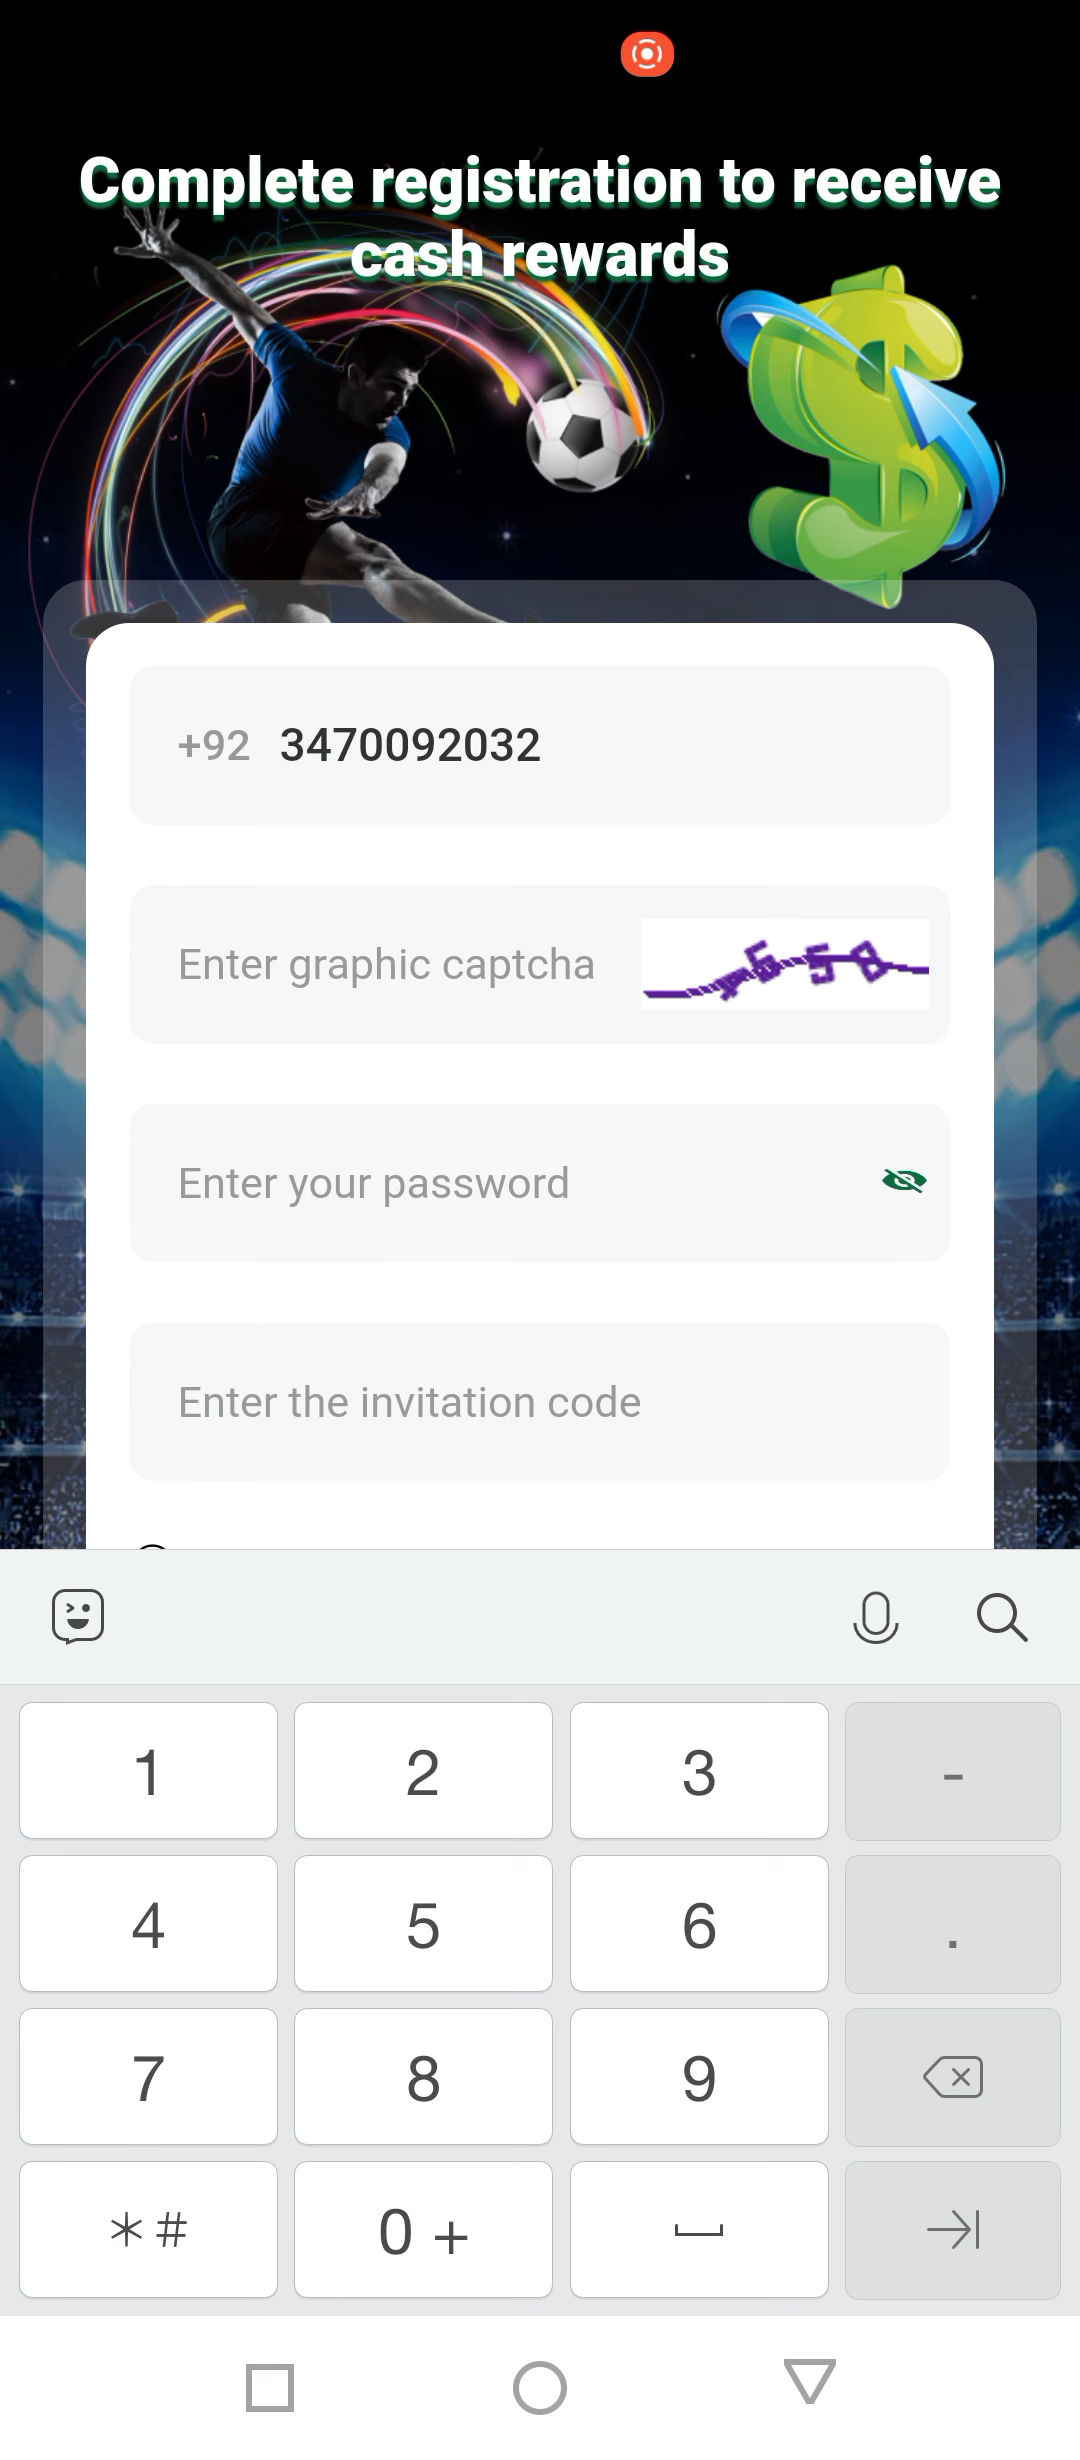 Complete registration to receive
cash rewards
+92 3470092032
Enter graphic captcha
Enter your password
Enter the invitation code
1 2 3 -
4 5 6 .
7 8 9
*# 0 +